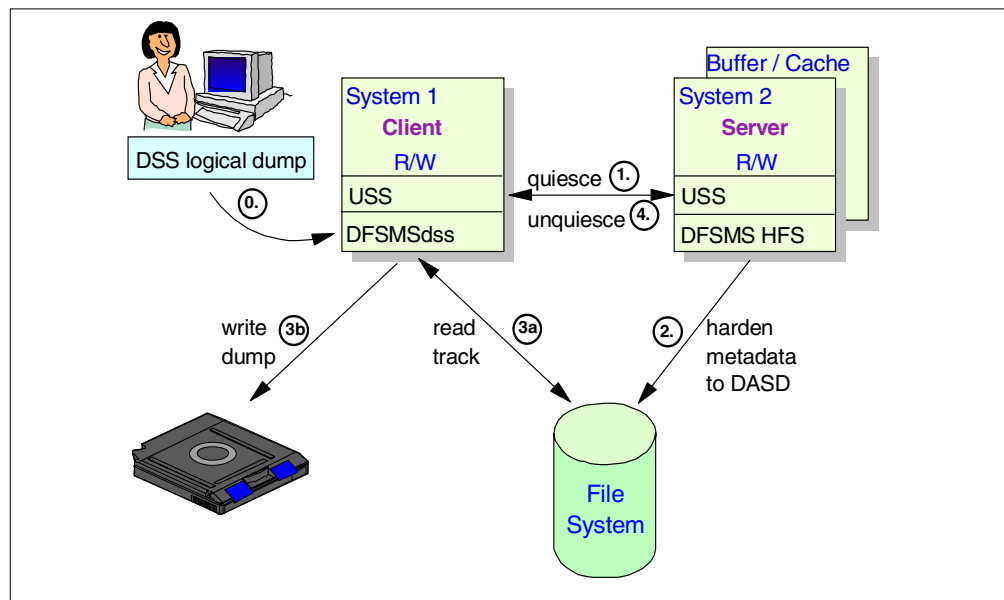 Buffer / Cache
System 1
Client
R/W
USS
DFSMSdss
System 2
Server
R/W
USS
DFSMS HFS
DSS logical dump
0.
quiesce 1.
unquiesce 4.
write
dump
3b
read
track
3a
2.
harden
metadata
to DASD
File
System